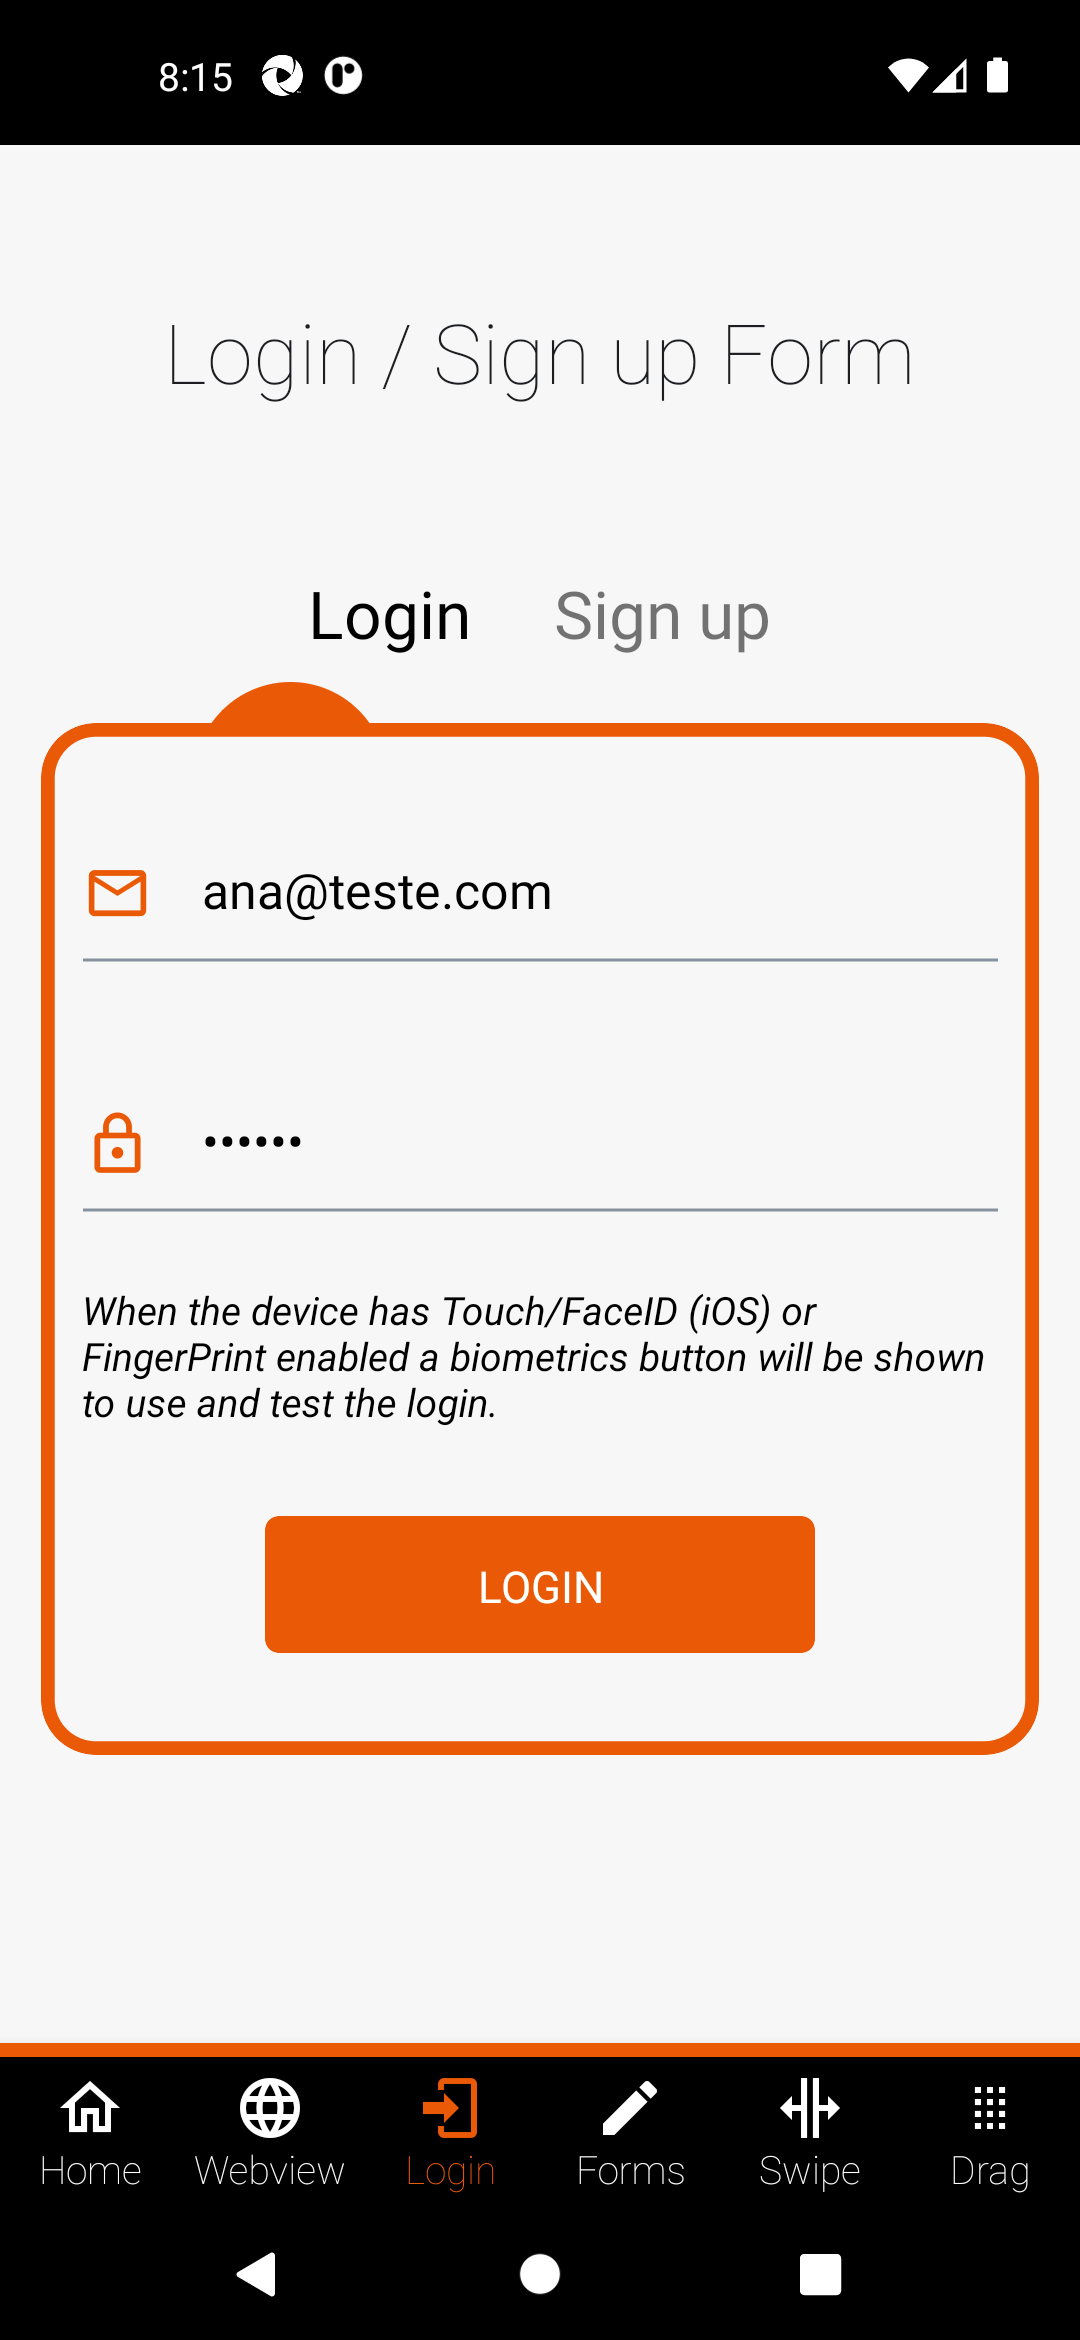 8:15
Login / Sign up Form
Login Sign up
ana@teste.com
••••••
When the device has Touch/FaceID (iOS) or
FingerPrint enabled a biometrics button will be shown
to use and test the login.
LOGIN
Home Webview Login Forms Swipe Drag